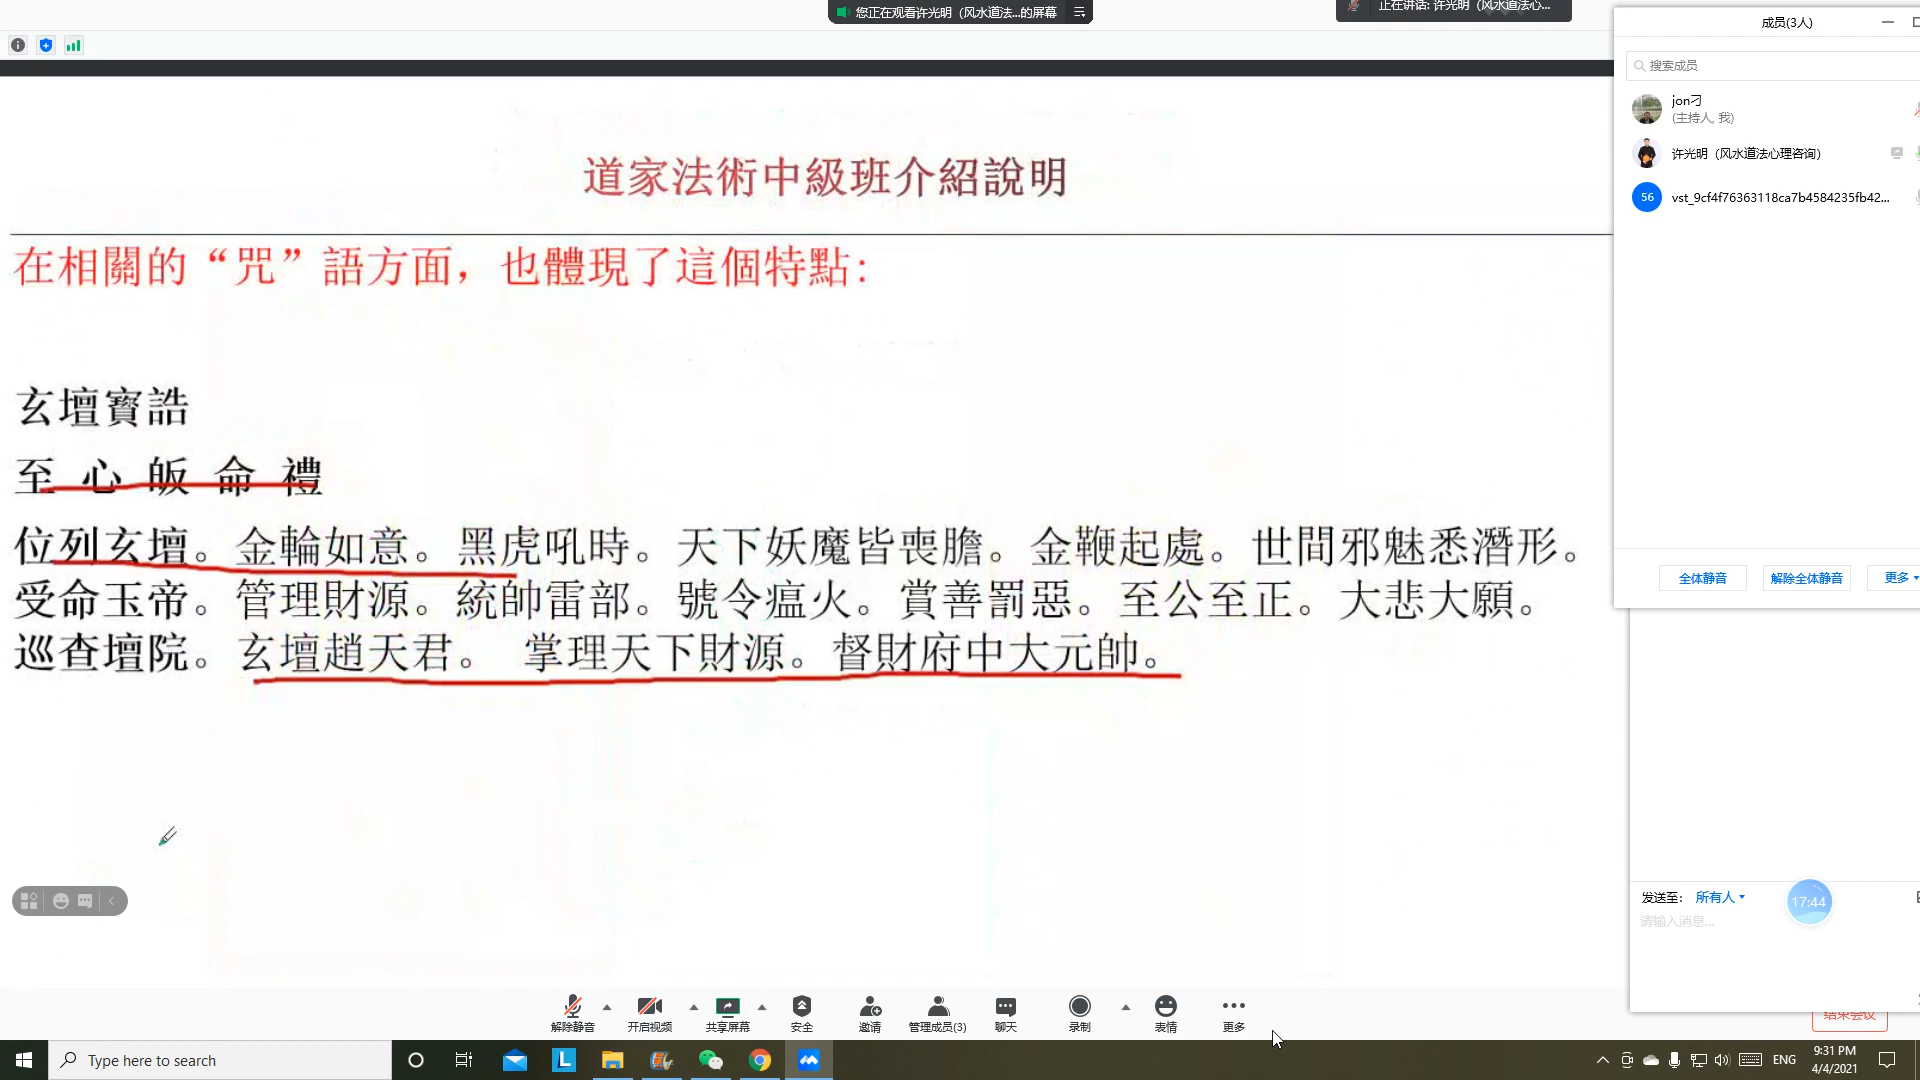 您正在观看许光明（风水道法...的屏幕
正在讲话: 许光明（风水道法心...
道家法術中級班介紹說明
在相關的“咒”語方面，也體現了這個特點:
玄壇寳誥
至 心 皈 命 禮
位列玄壇。金輪如意。黑虎吼時。天下妖魔皆喪膽。金鞭起處。世間邪魅悉潛形。
受命玉帝。管理財源。統帥雷部。號令瘟火。賞善罰惡。至公至正。大悲大願。
巡查壇院。玄壇趙天君。 掌理天下財源。督財府中大元帥。
成员(3人)
搜索成员
jon刁
(主持人, 我)
许光明（风水道法心理咨询）
56 vst_9cf4f76363118ca7b4584235fb42...
全体静音 解除全体静音 更多
发送至: 所有人
17:44
请输入消息...
结束会议
解除静音 开启视频 共享屏幕 安全 邀请 管理成员(3) 聊天 录制 表情 更多
Type here to search
ENG
9:31 PM
4/4/2021